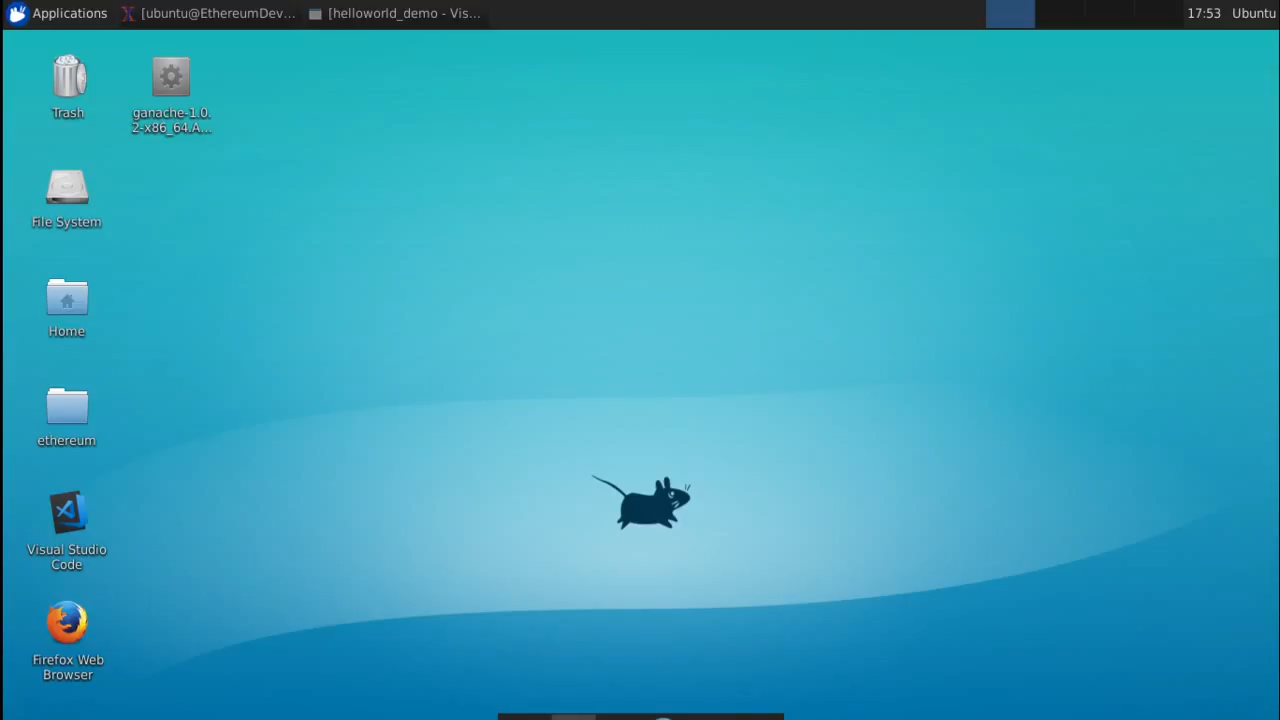 Applications
[ubuntu@EthereumDev...
[helloworld_demo - Vis...
17:53
Ubuntu
Trash
ganache-1.0.
2-x86_64.A...
File System
Home
ethereum
Visual Studio
Code
Firefox Web
Browser